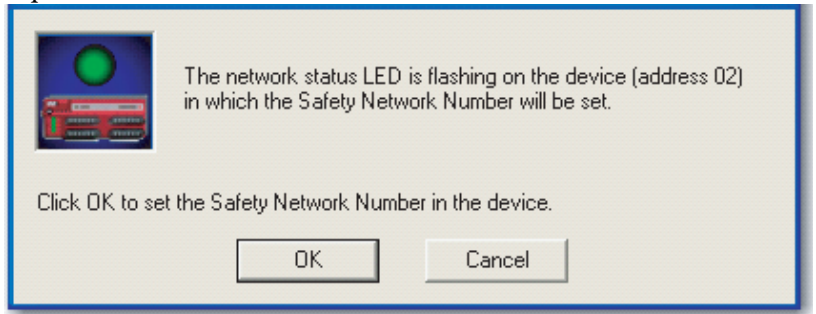 The network status LED is flashing on the device (address 02)
in which the Safety Network Number will be set.
Click OK to set the Safety Network Number in the device.
OK
Cancel